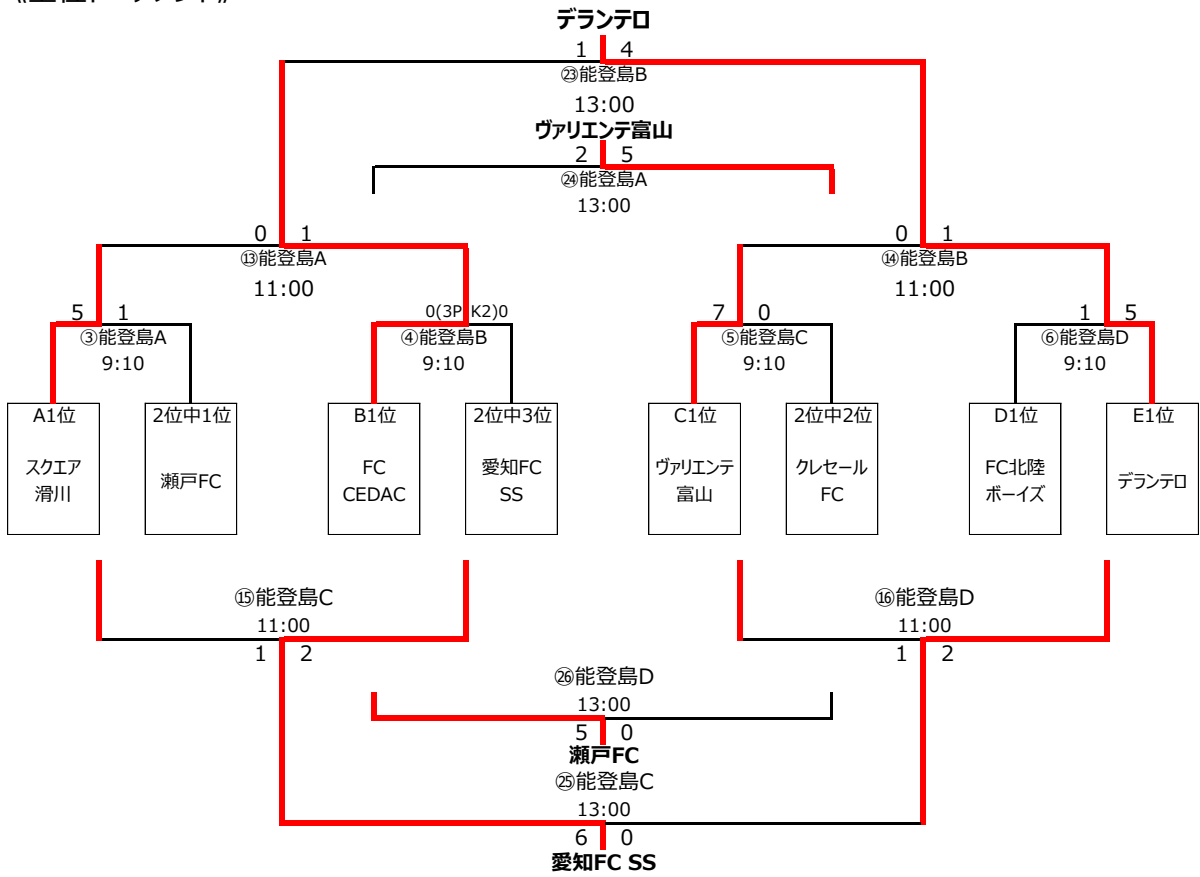 デランテロ
1 4
㉓能登島B
13:00
ヴァリエンテ富山
2 5
㉔能登島A
13:00
0 1
⑬能登島A
11:00
0 1
⑭能登島B
11:00
5 1
③能登島A
9:10
0(3PK2)0
④能登島B
9:10
7 0
⑤能登島C
9:10
1 5
⑥能登島D
9:10
A1位
スクエア
滑川
2位中1位
瀬戸FC
B1位
FC
CEDAC
2位中3位
愛知FC
SS
C1位
ヴァリエンテ
富山
2位中2位
クレセール
FC
D1位
FC北陸
ボーイズ
E1位
デランテロ
⑮能登島C
11:00
1 2
⑯能登島D
11:00
1 2
㉖能登島D
13:00
5 0
瀬戸FC
㉕能登島C
13:00
6 0
愛知FC SS